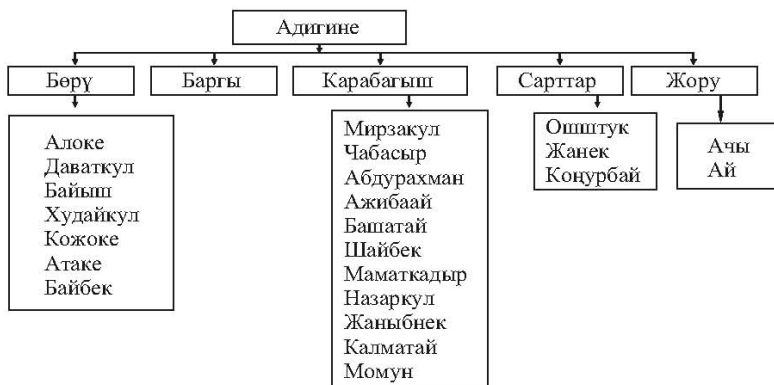 Адигине
Бөрү
Баргы
Карабагыш
Сарттар
Жору
Алоке
Даваткул
Байыш
Худайкул
Кожоке
Атаке
Байбек
Мирзакул
Чабасыр
Абдурахман
Ажибаай
Башатай
Шайбек
Маматкадыр
Назаркул
Жаныбнек
Калматай
Момун
Ошштук
Жанек
Коңурбай
Ачы
Ай